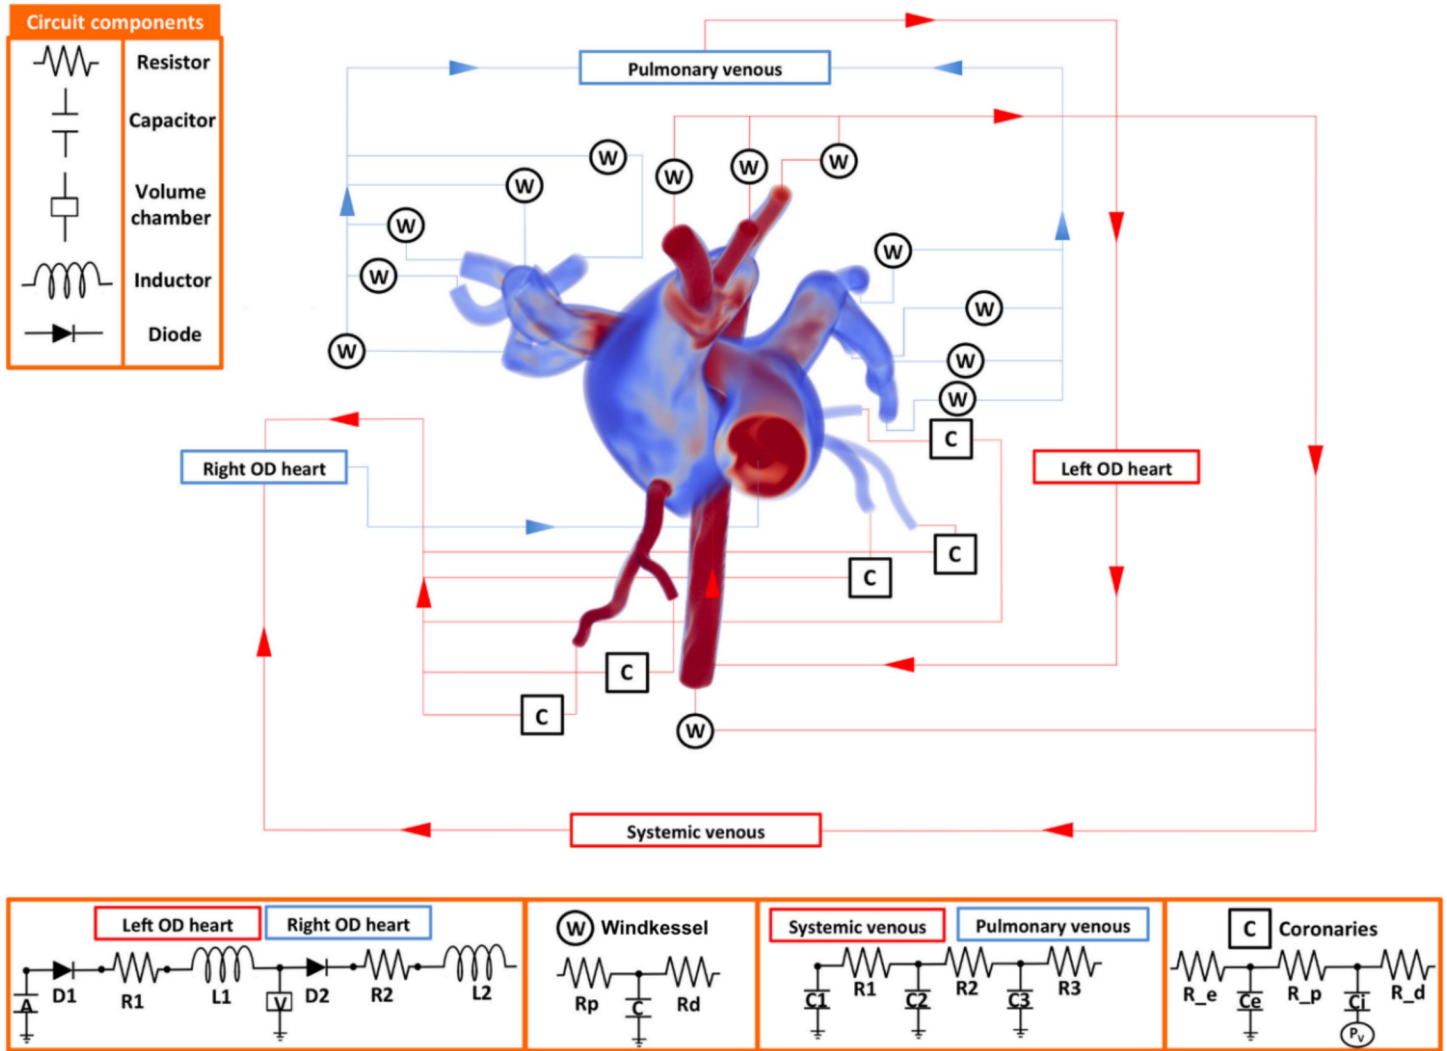 Circuit components
Resistor
Capacitor
Volume
chamber
Inductor
Diode
Pulmonary venous
W
W
W
W
W
W
W
W
W
W
W
W
C
Right OD heart
Left OD heart
C
C
C
C
W
Systemic venous
Left OD heart
Right OD heart
A
D1
R1
L1
V
D2
R2
L2
W Windkessel
Rp
C
Rd
Systemic venous
Pulmonary venous
C1
R1
C2
R2
C3
R3
C Coronaries
R_e
Ce
R_p
Ci
R_d
Pv